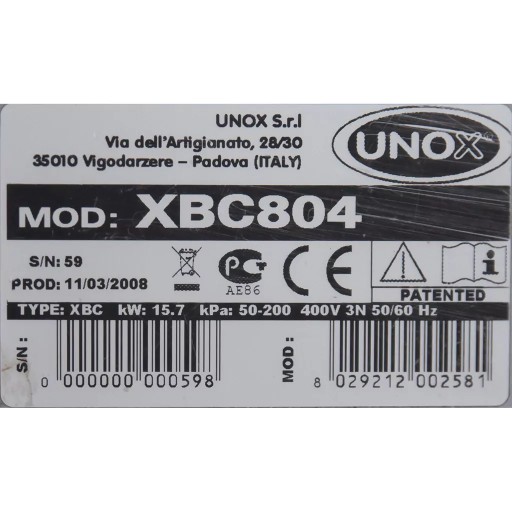 UNOX S.r.l
Via dell'Artigianato, 28/30
35010 Vigodarzere – Padova (ITALY)
UNOX
MOD: XBC804
S/N: 59
PROD: 11/03/2008
AE86
PATENTED
TYPE: XBC kW: 15.7 kPa: 50-200 400V 3N 50/60 Hz
S/N:
0 000000 000598
MOD:
8 029212 002581